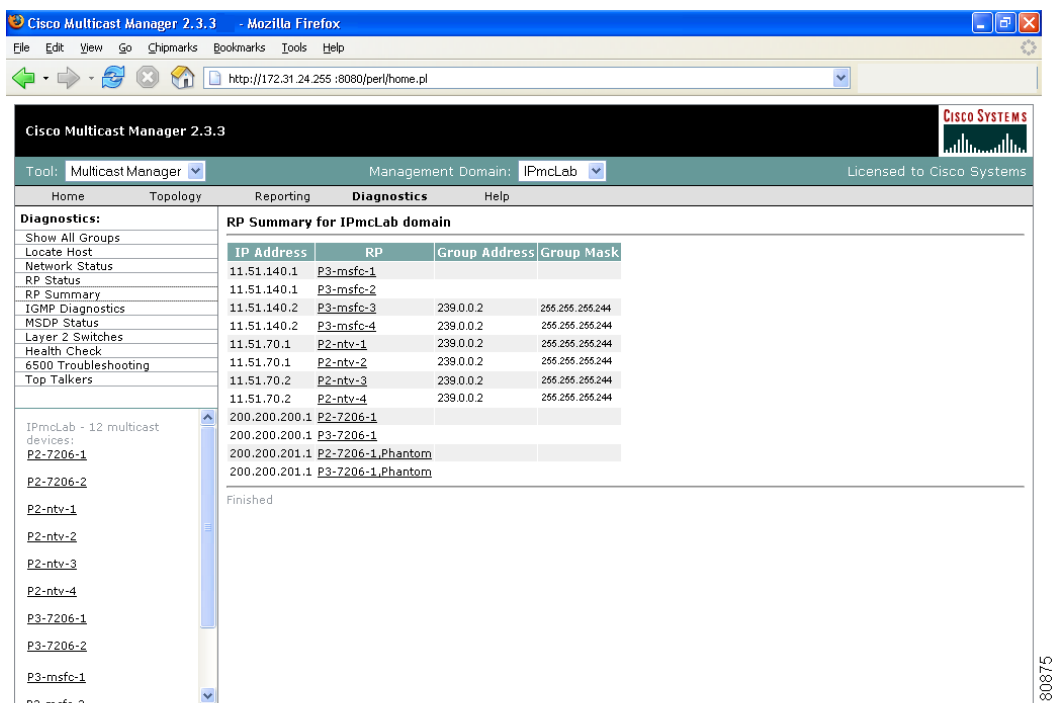 Cisco Multicast Manager 2.3.3 - Mozilla Firefox
File Edit View Go Chipmarks Bookmarks Tools Help
http://172.31.24.255 :8080/perl/home.pl
Cisco Multicast Manager 2.3.3
CISCO SYSTEMS
Tool: Multicast Manager Management Domain: IPmcLab Licensed to Cisco Systems
Home Topology Reporting Diagnostics Help
Diagnostics:
Show All Groups
Locate Host
Network Status
RP Status
RP Summary
IGMP Diagnostics
MSDP Status
Layer 2 Switches
Health Check
6500 Troubleshooting
Top Talkers
IPmcLab - 12 multicast
devices:
P2-7206-1
P2-7206-2
P2-ntv-1
P2-ntv-2
P2-ntv-3
P2-ntv-4
P3-7206-1
P3-7206-2
P3-msfc-1
RP Summary for IPmcLab domain
IP Address RP Group Address Group Mask
11.51.140.1 P3-msfc-1
11.51.140.1 P3-msfc-2
11.51.140.2 P3-msfc-3 239.0.0.2 255.255.255.244
11.51.140.2 P3-msfc-4 239.0.0.2 255.255.255.244
11.51.70.1 P2-ntv-1 239.0.0.2 255.255.255.244
11.51.70.1 P2-ntv-2 239.0.0.2 255.255.255.244
11.51.70.2 P2-ntv-3 239.0.0.2 255.255.255.244
11.51.70.2 P2-ntv-4 239.0.0.2 255.255.255.244
200.200.200.1 P2-7206-1
200.200.200.1 P3-7206-1
200.200.201.1 P2-7206-1,Phantom
200.200.201.1 P3-7206-1,Phantom
Finished
80875